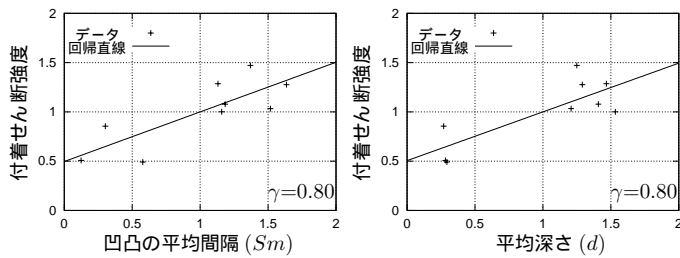 付着せん断強度
2
1.5
1
0.5
0
データ
回帰直線
γ=0.80
0 0.5 1 1.5 2
凹凸の平均間隔 (Sm)
付着せん断強度
2
1.5
1
0.5
0
データ
回帰直線
γ=0.80
0 0.5 1 1.5 2
平均深さ (d)